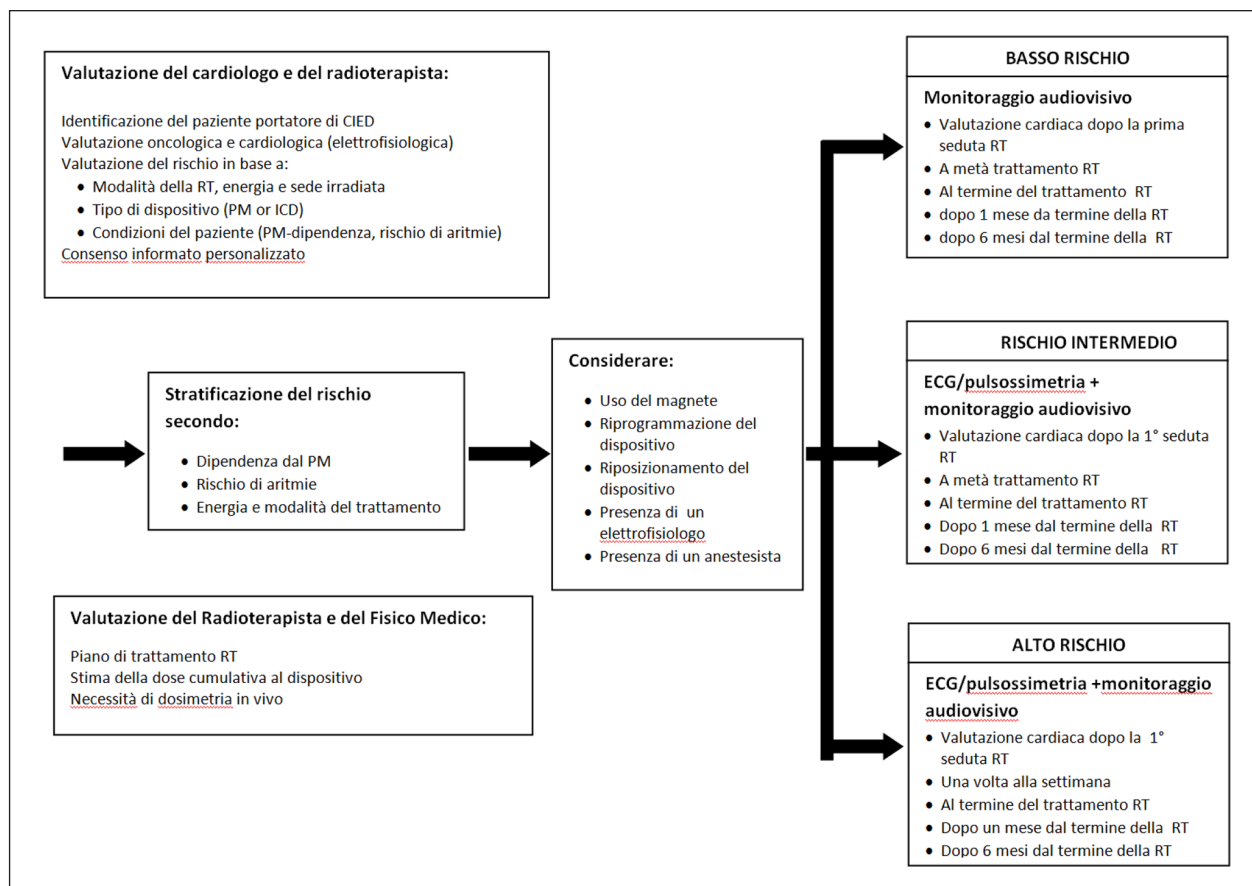 Valutazione del cardiologo e del radioterapista:
Identificazione del paziente portatore di CIED
Valutazione oncologica e cardiologica (elettrofisiologica)
Valutazione del rischio in base a:
• Modalità della RT, energia e sede irradiata
• Tipo di dispositivo (PM or ICD)
• Condizioni del paziente (PM-dipendenza, rischio di aritmie)
Consenso informato personalizzato
Stratificazione del rischio
secondo:
• Dipendenza dal PM
• Rischio di aritmie
• Energia e modalità del trattamento
Valutazione del Radioterapista e del Fisico Medico:
Piano di trattamento RT
Stima della dose cumulativa al dispositivo
Necessità di dosimetria in vivo
Considerare:
• Uso del magnete
• Riprogrammazione del
dispositivo
• Riposizionamento del
dispositivo
• Presenza di un
elettrofisiologo
• Presenza di un anestesista
BASSO RISCHIO
Monitoraggio audiovisivo
• Valutazione cardiaca dopo la prima
seduta RT
• A metà trattamento RT
• Al termine del trattamento RT
• dopo 1 mese da termine della RT
• dopo 6 mesi dal termine della RT
RISCHIO INTERMEDIO
ECG/pulsossimetria +
monitoraggio audiovisivo
• Valutazione cardiaca dopo la 1° seduta
RT
• A metà trattamento RT
• Al termine del trattamento RT
• Dopo 1 mese dal termine della RT
• Dopo 6 mesi dal termine della RT
ALTO RISCHIO
ECG/pulsossimetria +monitoraggio
audiovisivo
• Valutazione cardiaca dopo la 1°
seduta RT
• Una volta alla settimana
• Al termine del trattamento RT
• Dopo un mese dal termine della RT
• Dopo 6 mesi dal termine della RT